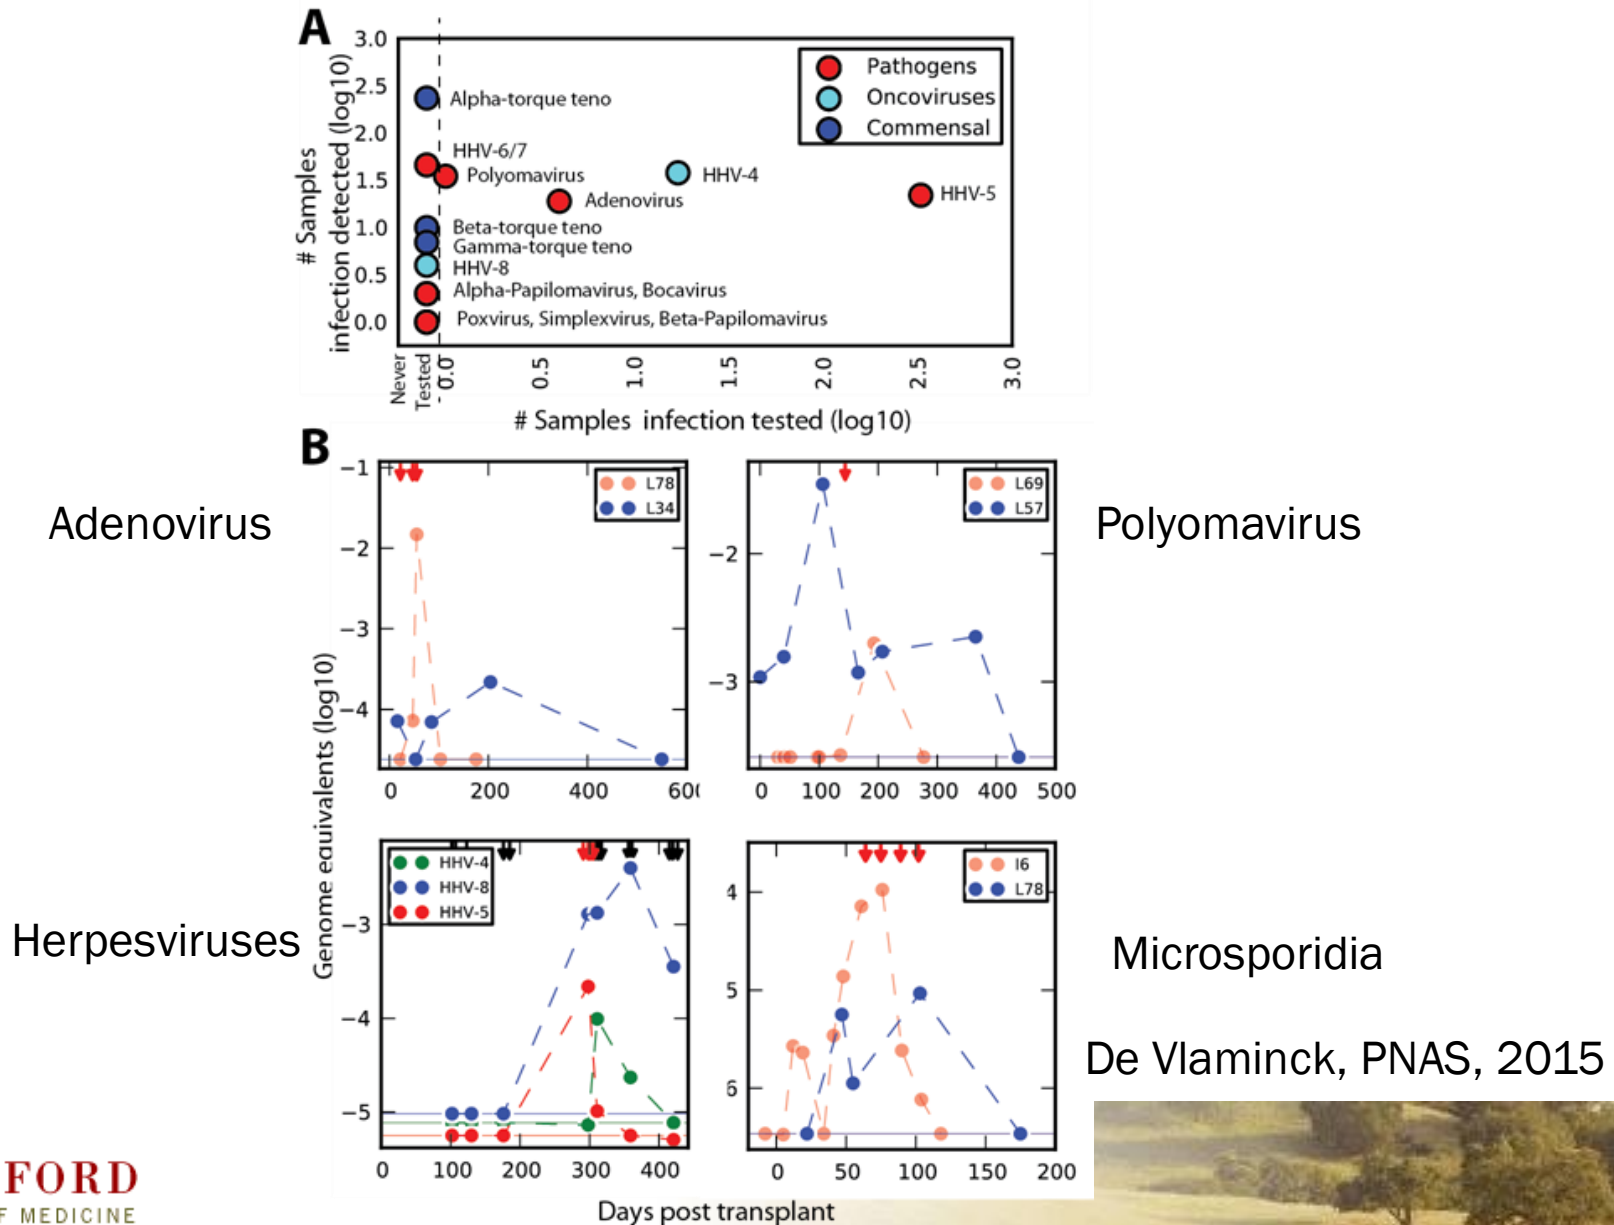 A
# Samples
infection detected (log10)
3.0
2.5
2.0
1.5
1.0
0.5
0.0
Pathogens
Oncoviruses
Commensal
Alpha-torque teno
HHV-6/7
Polyomavirus
HHV-4
HHV-5
Adenovirus
Beta-torque teno
Gamma-torque teno
HHV-8
Alpha-Papilomavirus, Bocavirus
Poxvirus, Simplexvirus, Beta-Papilomavirus
Never
Tested
0.0
0.5
1.0
1.5
2.0
2.5
3.0
# Samples infection tested (log10)
B
Genome equivalents (log10)
Adenovirus
−1
−2
−3
−4
L78
L34
0 200 400 600
Polyomavirus
−2
−3
L69
L57
0 100 200 300 400 500
Herpesviruses
HHV-4
HHV-8
HHV-5
−3
−4
−5
0 100 200 300 400
Microsporidia
I6
L78
4
5
6
0 50 100 150 200
Days post transplant
De Vlaminck, PNAS, 2015
FORD
F MEDICINE